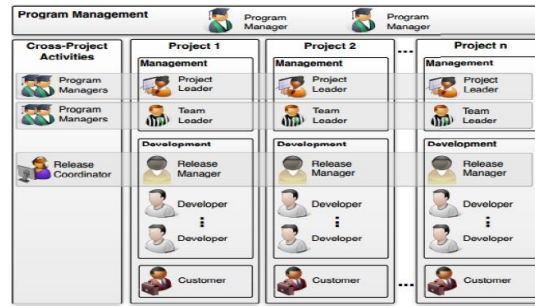 Program Management
Program
Manager
Program
Manager
Cross-Project
Activities
Program
Managers
Program
Managers
Release
Coordinator
Project 1
Management
Project
Leader
Team
Leader
Development
Release
Manager
Developer
Developer
Customer
Project 2
Management
Project
Leader
Team
Leader
Development
Release
Manager
Developer
Developer
Customer
...
...
Project n
Management
Project
Leader
Team
Leader
Development
Release
Manager
Developer
Developer
Customer